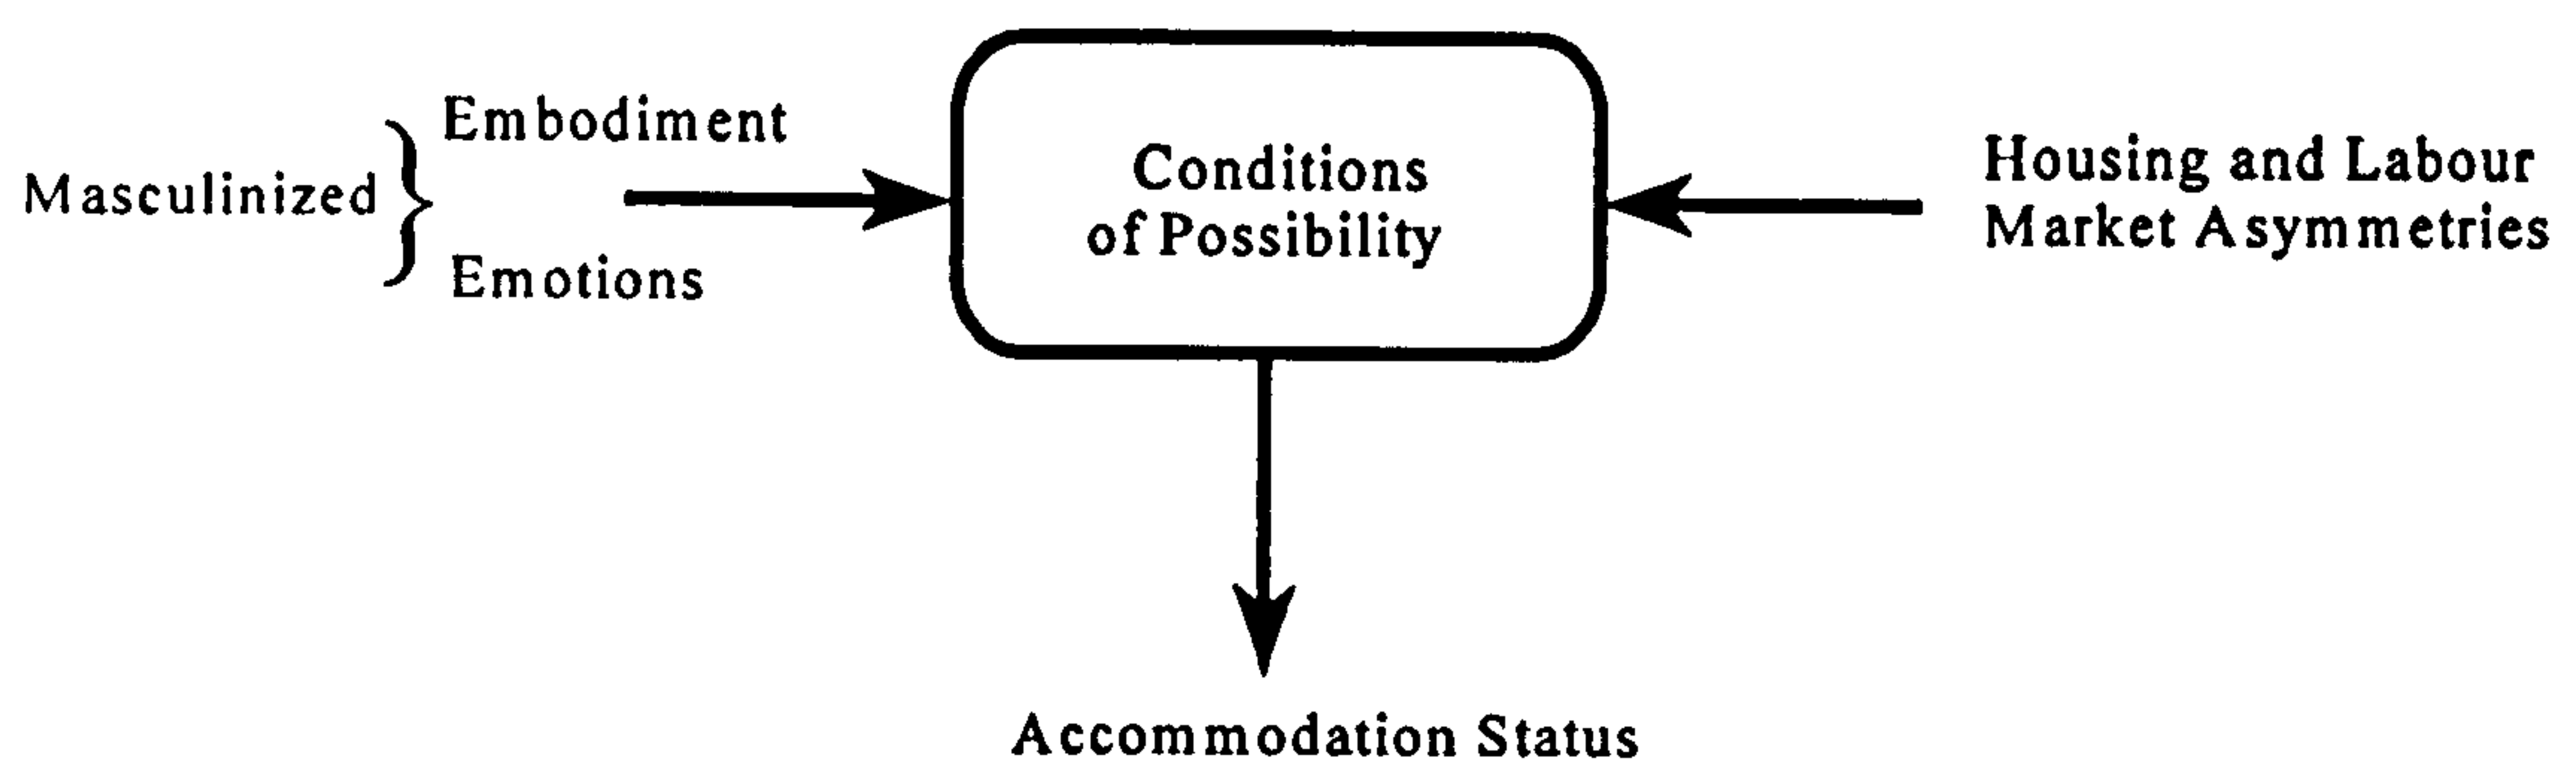 Masculinized
Embodiment
Emotions
Conditions
of Possibility
Housing and Labour
Market Asymmetries
Accommodation Status